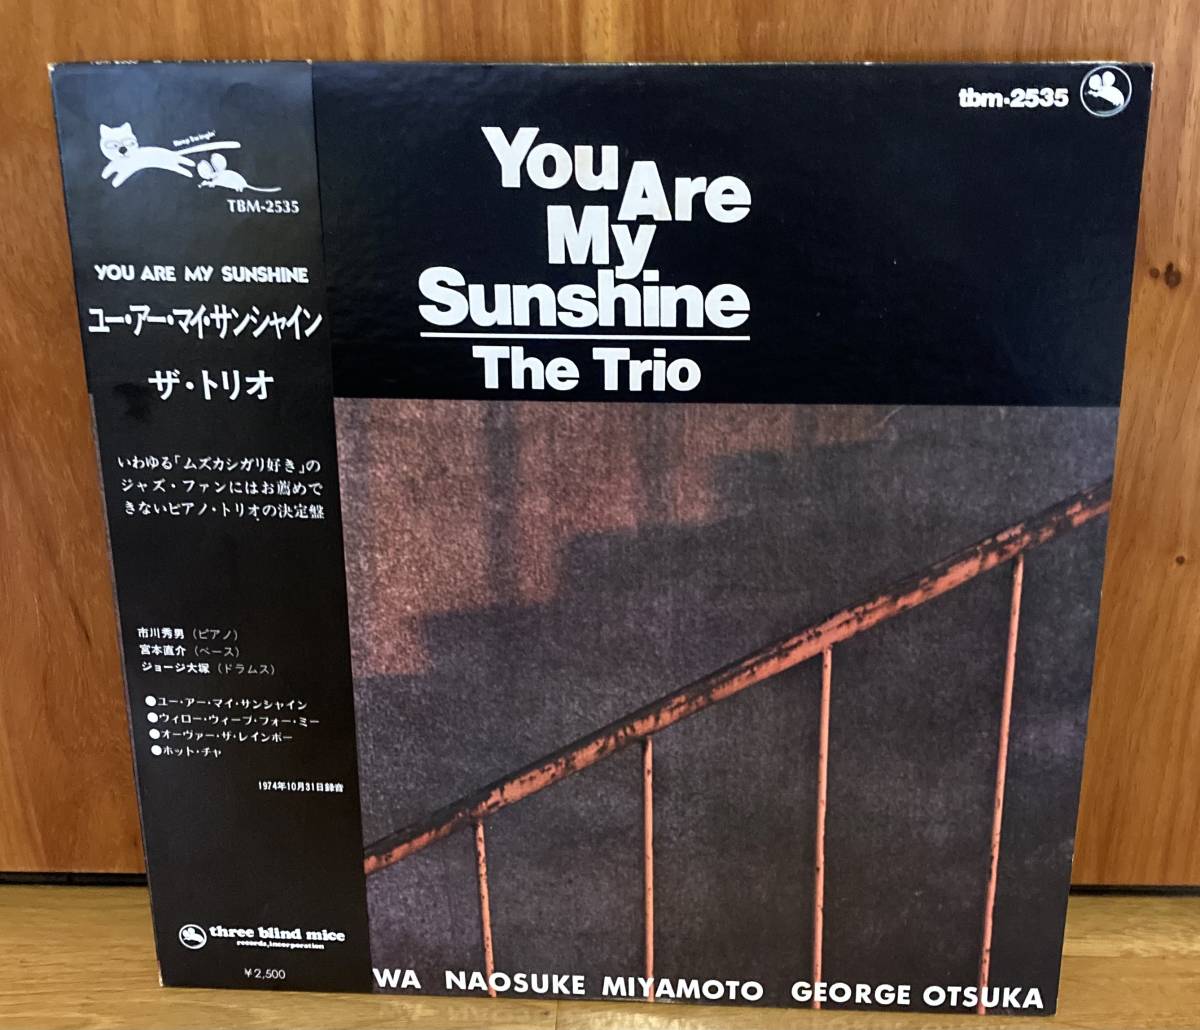 Keep Swingin'
TBM-2535
YOU ARE MY SUNSHINE
ユー・アー・マイ・サンシャイン
ザ・トリオ
いわゆる「ムズカシガリ好き」の
ジャズ・ファンにはお薦めで
きないピアノ・トリオの決定盤
市川秀男(ピアノ)
宮本直介(ベース)
ジョージ大塚(ドラムス)
●ユー・アー・マイ・サンシャイン
●ウィロー・ウィープ・フォー・ミー
●オーヴァー・ザ・レインボー
●ホット・チャ
1974年10月31日録音
three blind mice
records,incorporation
¥2,500
tbm・2535
You Are
My
Sunshine
The Trio
WA NAOSUKE MIYAMOTO GEORGE OTSUKA